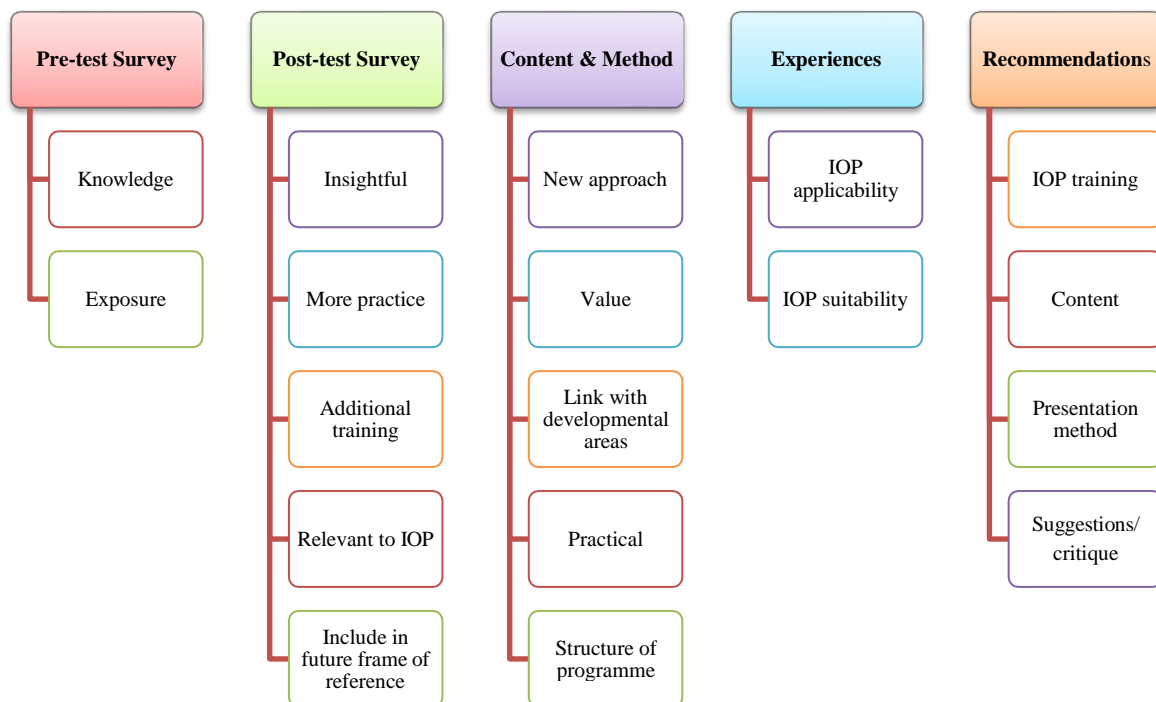 Pre-test Survey
Knowledge
Exposure
Post-test Survey
Insightful
More practice
Additional
training
Relevant to IOP
Include in
future frame of
reference
Content & Method
New approach
Value
Link with
developmental
areas
Practical
Structure of
programme
Experiences
IOP
applicability
IOP suitability
Recommendations
IOP training
Content
Presentation
method
Suggestions/
critique